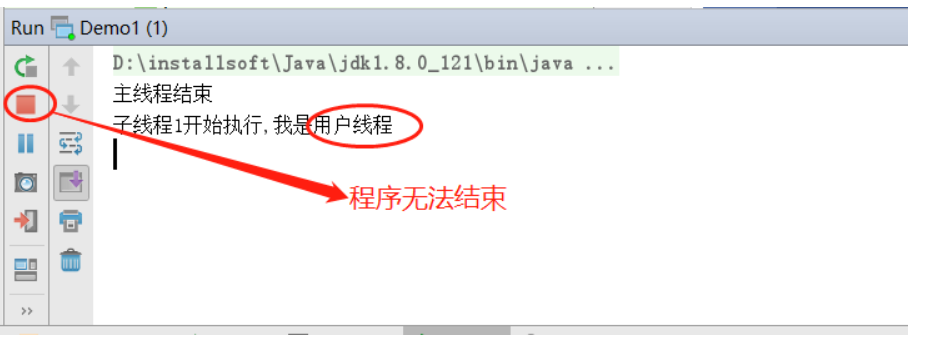 Run Demo1 (1)
D:\installsoft\Java\jdk1.8.0_121\bin\java ...
主线程结束
子线程1开始执行,我是用户线程
程序无法结束
>>